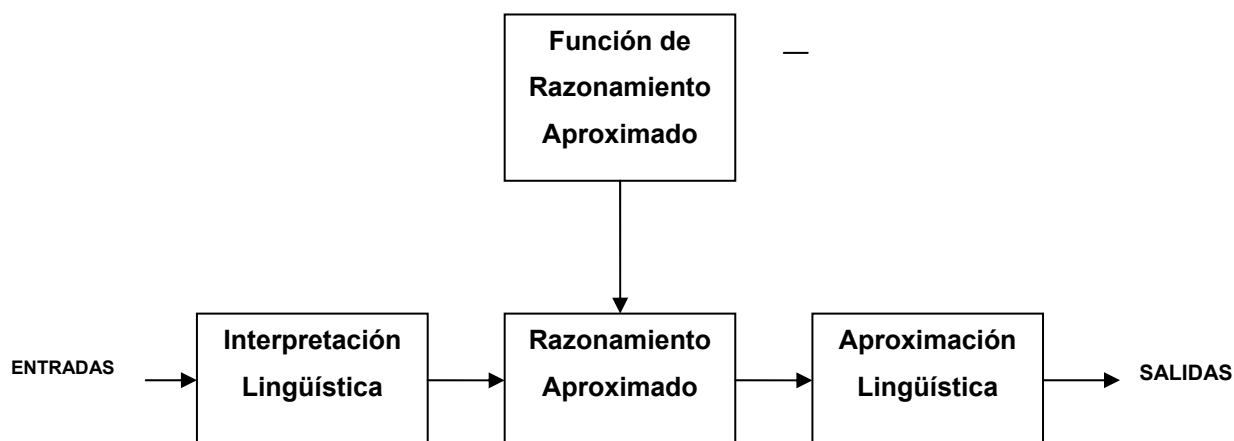 Función de
Razonamiento
Aproximado
ENTRADAS
Interpretación
Lingüística
Razonamiento
Aproximado
Aproximación
Lingüística
SALIDAS